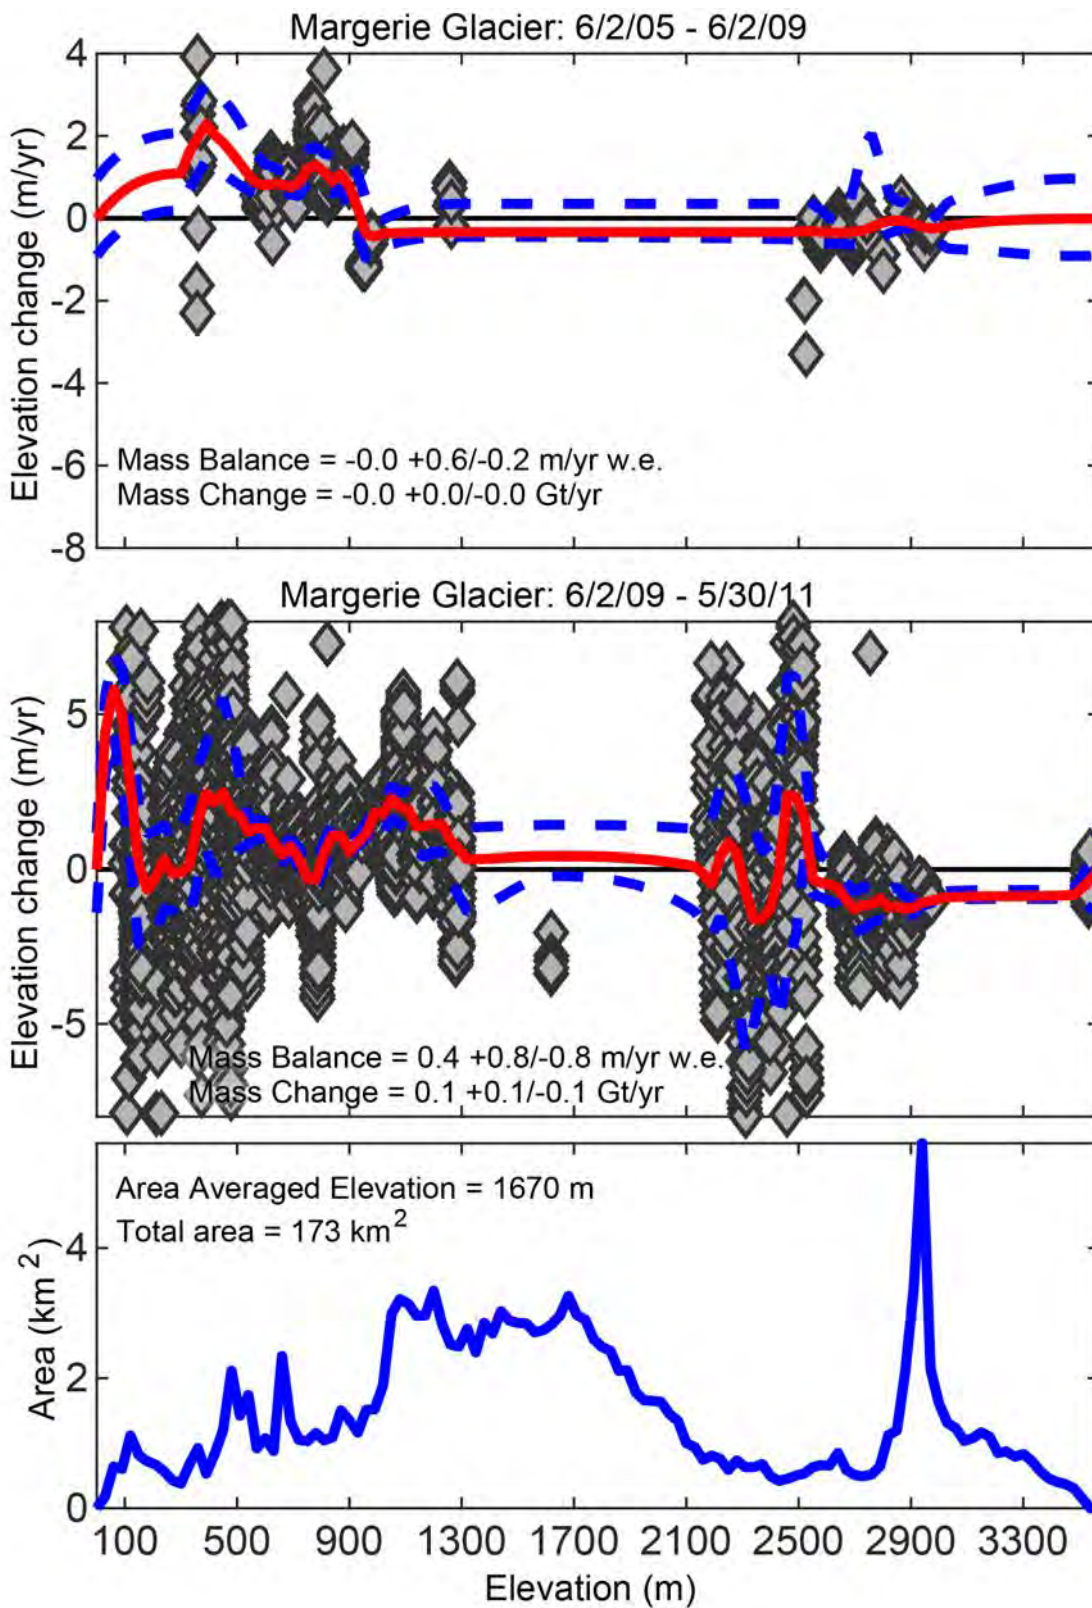 Margerie Glacier: 6/2/05 - 6/2/09
4
2
0
-2
-4
-6
-8
Elevation change (m/yr)
Mass Balance = -0.0 +0.6/-0.2 m/yr w.e.
Mass Change = -0.0 +0.0/-0.0 Gt/yr
Margerie Glacier: 6/2/09 - 5/30/11
5
0
-5
Elevation change (m/yr)
Mass Balance = 0.4 +0.8/-0.8 m/yr w.e.
Mass Change = 0.1 +0.1/-0.1 Gt/yr
Area Averaged Elevation = 1670 m
Total area = 173 km²
4
2
0
Area (km²)
100 500 900 1300 1700 2100 2500 2900 3300
Elevation (m)